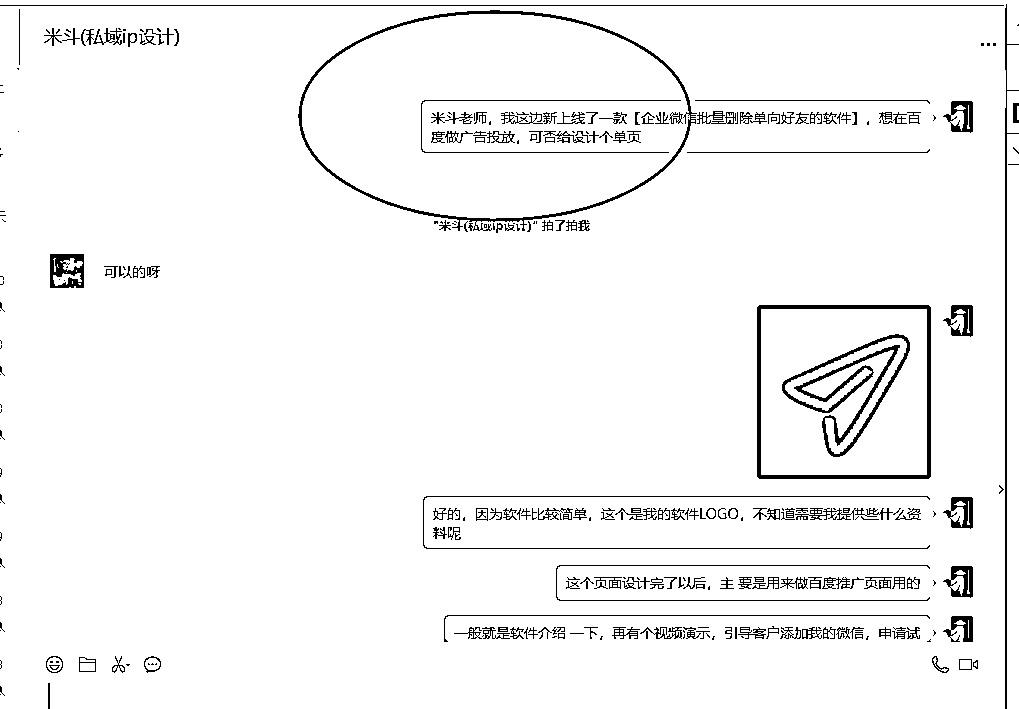 米斗(私域ip设计)
米斗老师，我这边新上线了一款【企业微信批量删除单向好友的软件】，想在百
度做广告投放，可否给设计个单页
"米斗(私域ip设计)" 拍了拍我
可以的呀
好的，因为软件比较简单，这个是我的软件LOGO，不知道需要我提供些什么资
料呢
这个页面设计完了以后，主 要是用来做百度推广页面用的
一般就是软件介绍 一下，再有个视频演示，引导客户添加我的微信，申请试